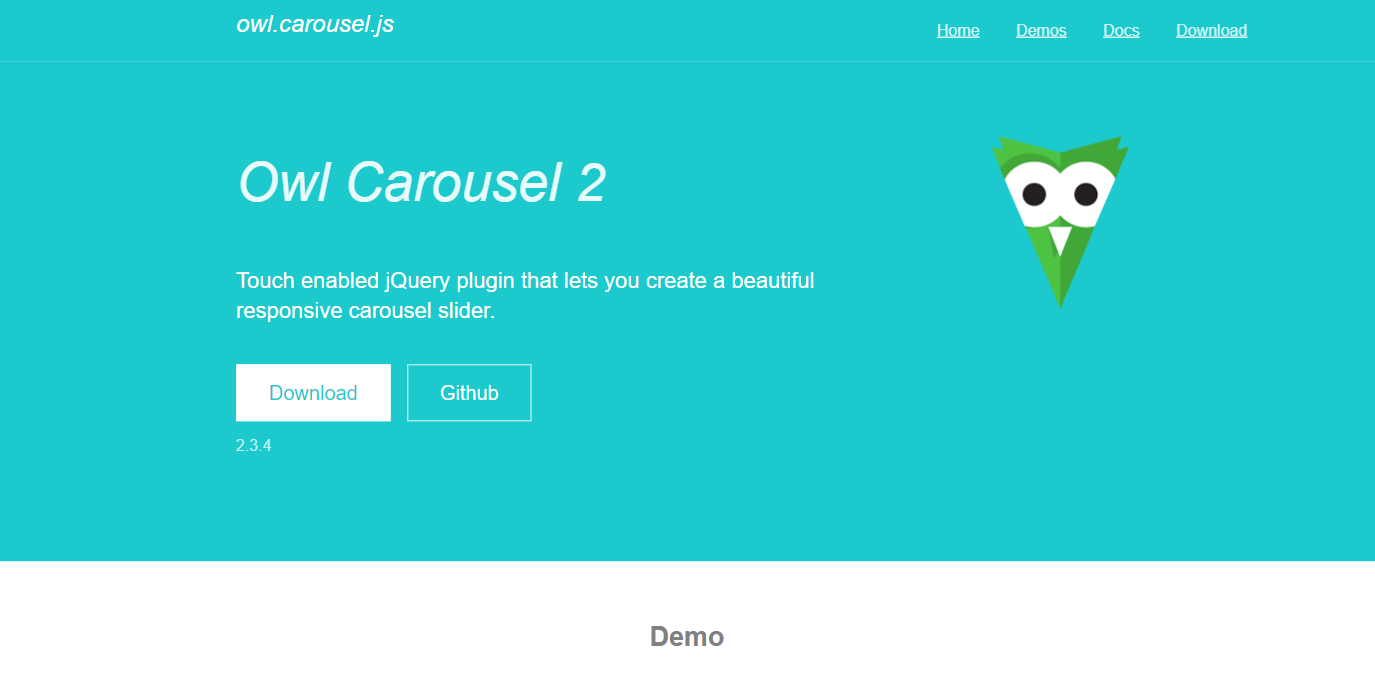 owl.carousel.js
Home Demos Docs Download
Owl Carousel 2
Touch enabled jQuery plugin that lets you create a beautiful
responsive carousel slider.
Download Github
2.3.4
Demo